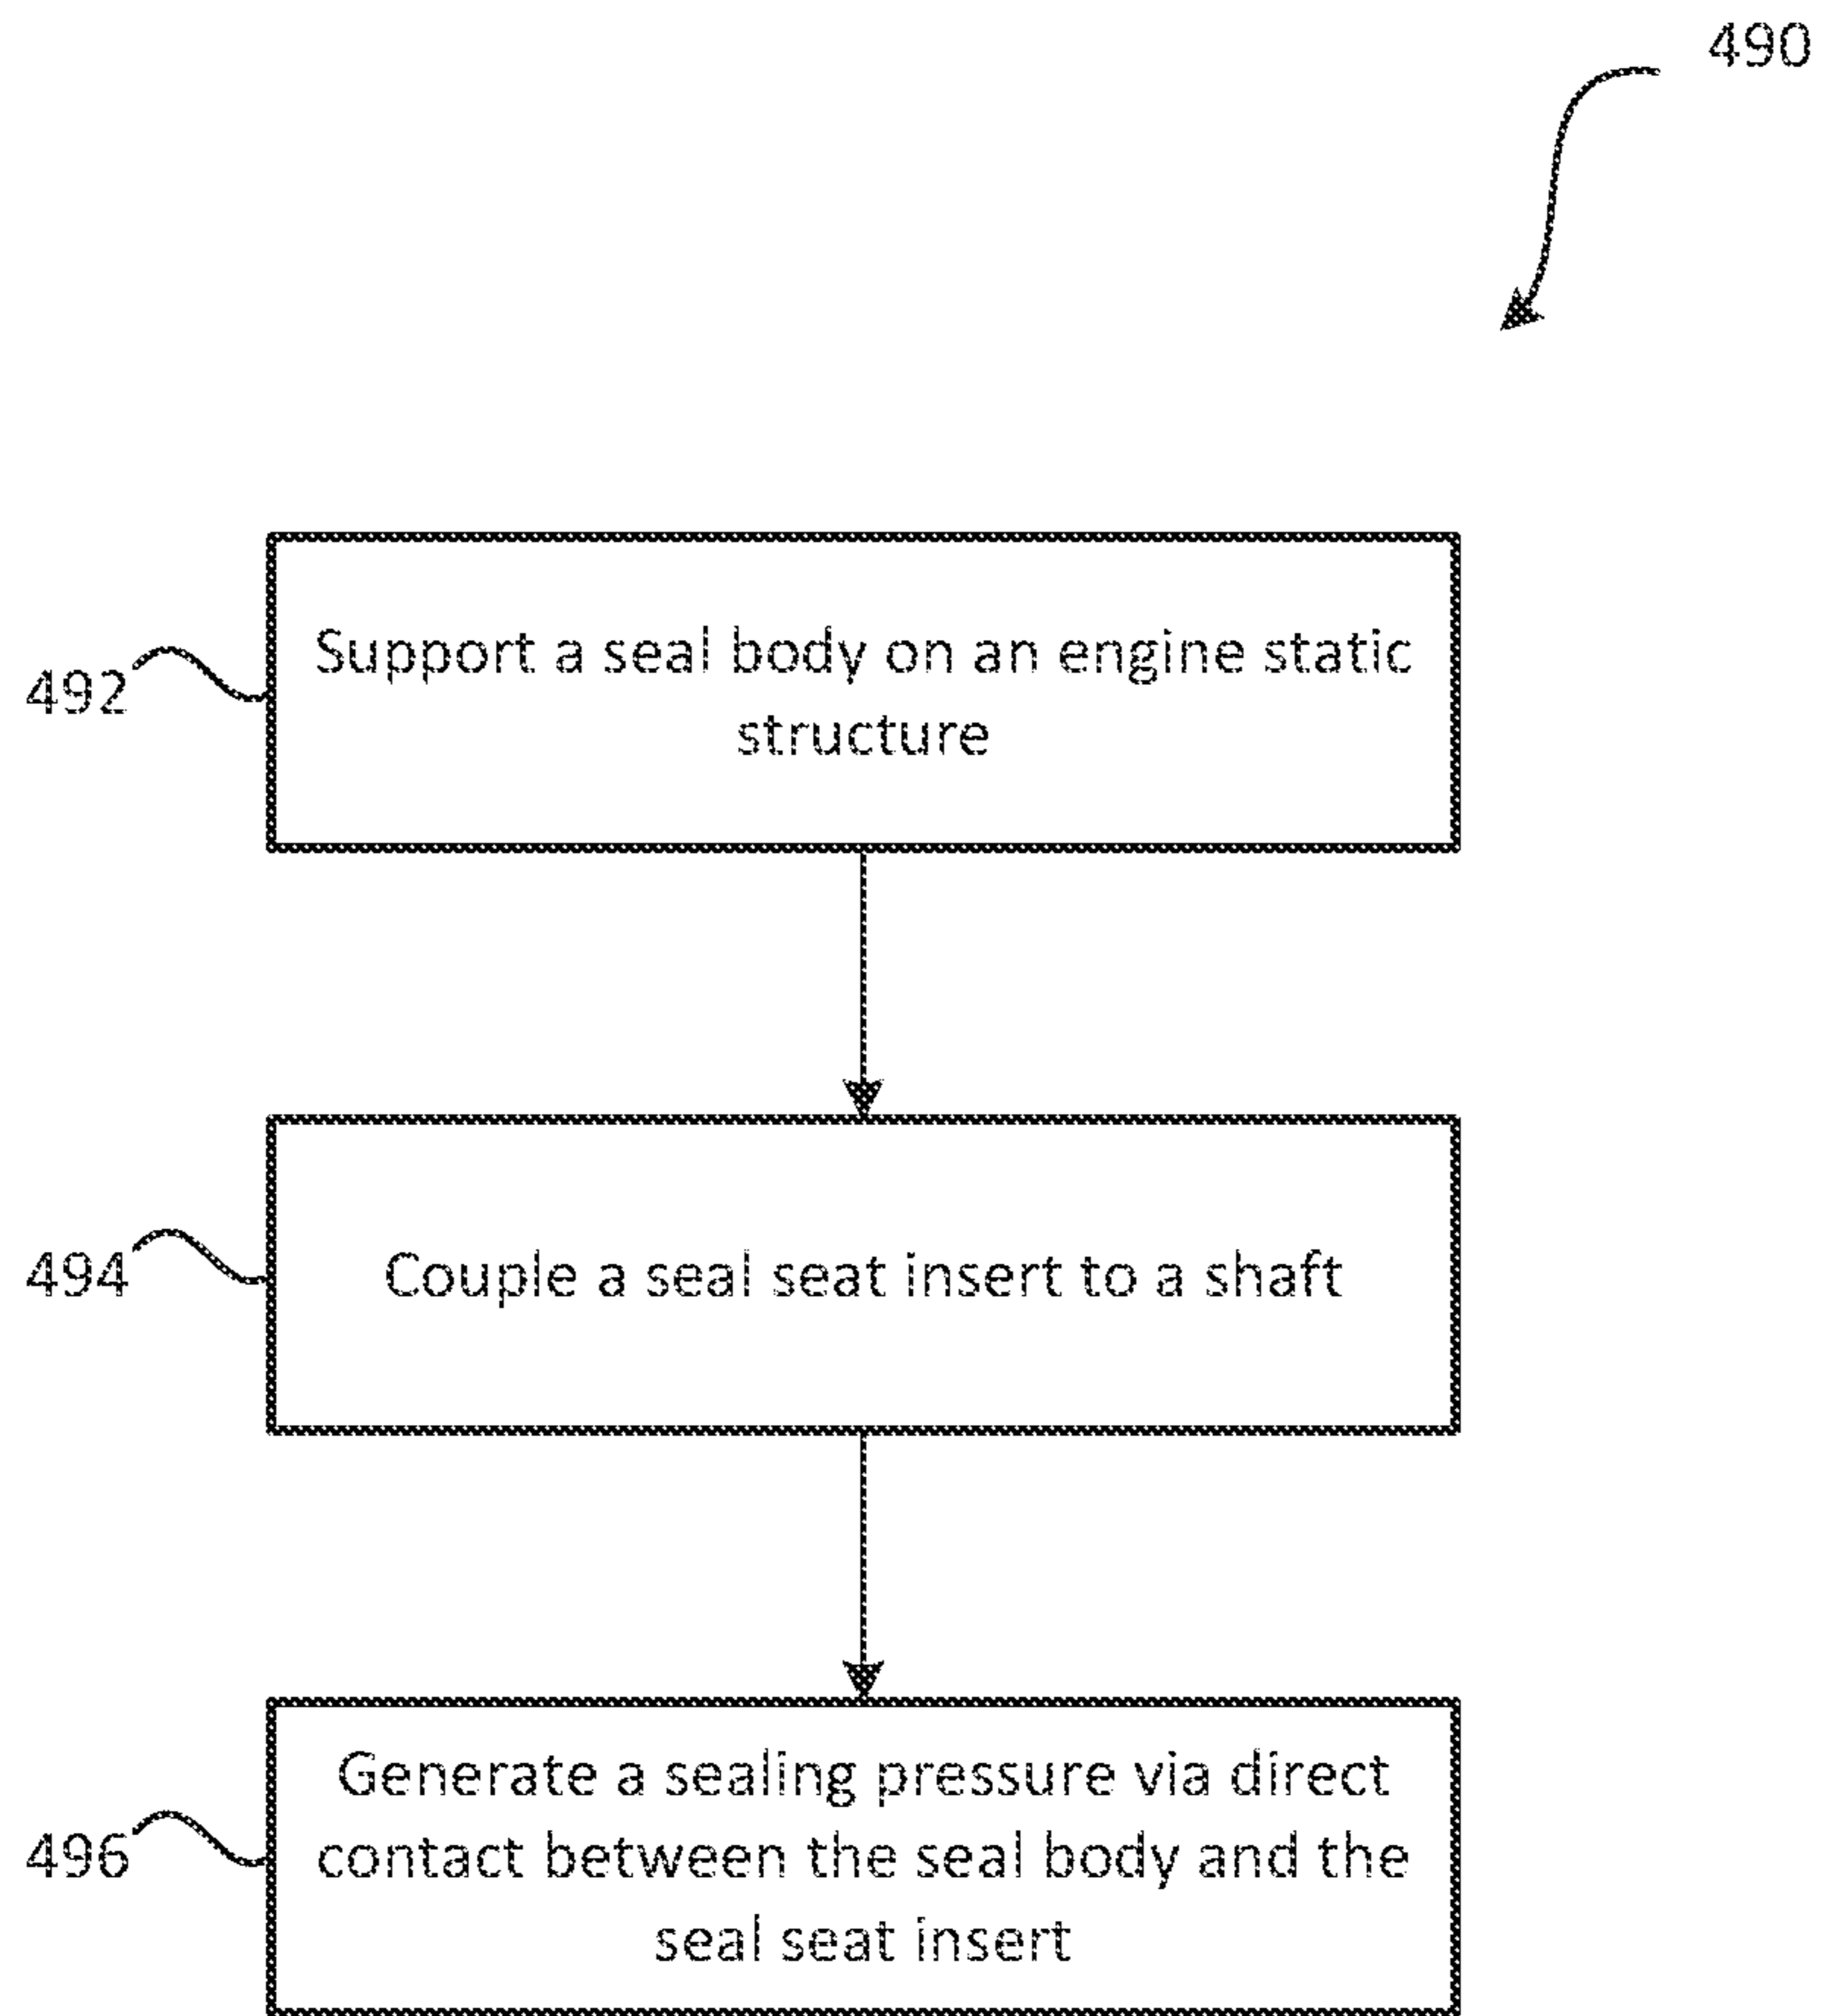 490
492
Support a seal body on an engine static
structure
494
Couple a seal seat insert to a shaft
496
Generate a sealing pressure via direct
contact between the seal body and the
seal seat insert